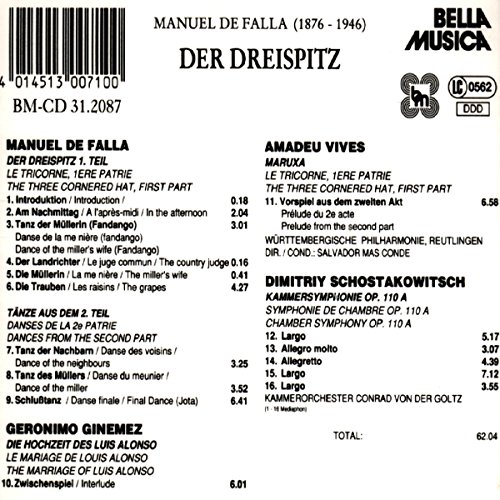 MANUEL DE FALLA (1876 - 1946)
DER DREISPITZ
BELLA
MUSICA
4 014513 007100
BM-CD 31.2087
bm
LC 0562
DDD
MANUEL DE FALLA
DER DREISPITZ 1. TEIL
LE TRICORNE, 1ERE PATRIE
THE THREE CORNERED HAT, FIRST PART
1. Introduktion / Introduction / 0.18
2. Am Nachmittag / A l'après-midi / In the afternoon 2.04
3. Tanz der Müllerin (Fandango) 3.01
Danse de la me nière (fandango)
Dance of the miller's wife (Fandango)
4. Der Landrichter / Le juge commun / The country judge 0.16
5. Die Müllerin / La me nière / The miller's wife 0.41
6. Die Trauben / Les raisins / The grapes 4.27
TÄNZE AUS DEM 2. TEIL
DANSES DE LA 2e PATRIE
DANCES FROM THE SECOND PART
7. Tanz der Nachbarn / Danse des voisins /
Dance of the neighbours 3.25
8. Tanz des Müllers / Danse du meunier /
Dance of the miller 3.52
9. Schlußtanz / Danse finale / Final Dance (Jota) 6.41
GERONIMO GINEMEZ
DIE HOCHZEIT DES LUIS ALONSO
LE MARIAGE DE LOUIS ALONSO
THE MARIAGE OF LUIS ALONSO
10. Zwischenspiel / Interlude 6.01
AMADEU VIVES
MARUXA
LE TRICORNE, 1ERE PATRIE
THE THREE CORNERED HAT, FIRST PART
11. Vorspiel aus dem zweiten Akt 6.58
Prélude du 2e acte
Prelude from the second part
WÜRTTEMBERGISCHE PHILHARMONIE, REUTLINGEN
DIR. / COND.: SALVADOR MAS CONDE
DIMITRIY SCHOSTAKOWITSCH
KAMMERSYMPHONIE OP. 110 A
SYMPHONIE DE CHAMBRE OP. 110 A
CHAMBER SYMPHONY OP. 110 A
12. Largo 5.17
13. Allegro molto 3.07
14. Allegretto 4.39
15. Largo 7.12
16. Largo 3.55
KAMMERORCHESTER CONRAD VON DER GOLTZ
(1 - 16 Mediaphon)
TOTAL: 62.04